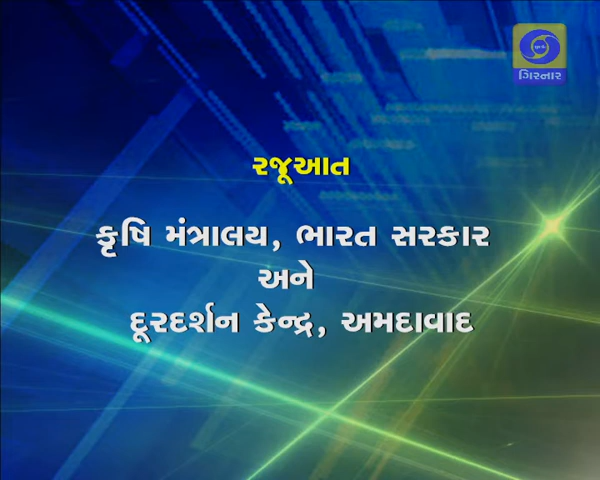 ગિરનાર
રજૂઆત
કૃષિ મંત્રાલય, ભારત સરકાર
અને
દૂરદર્શન કેન્દ્ર, અમદાવાદ